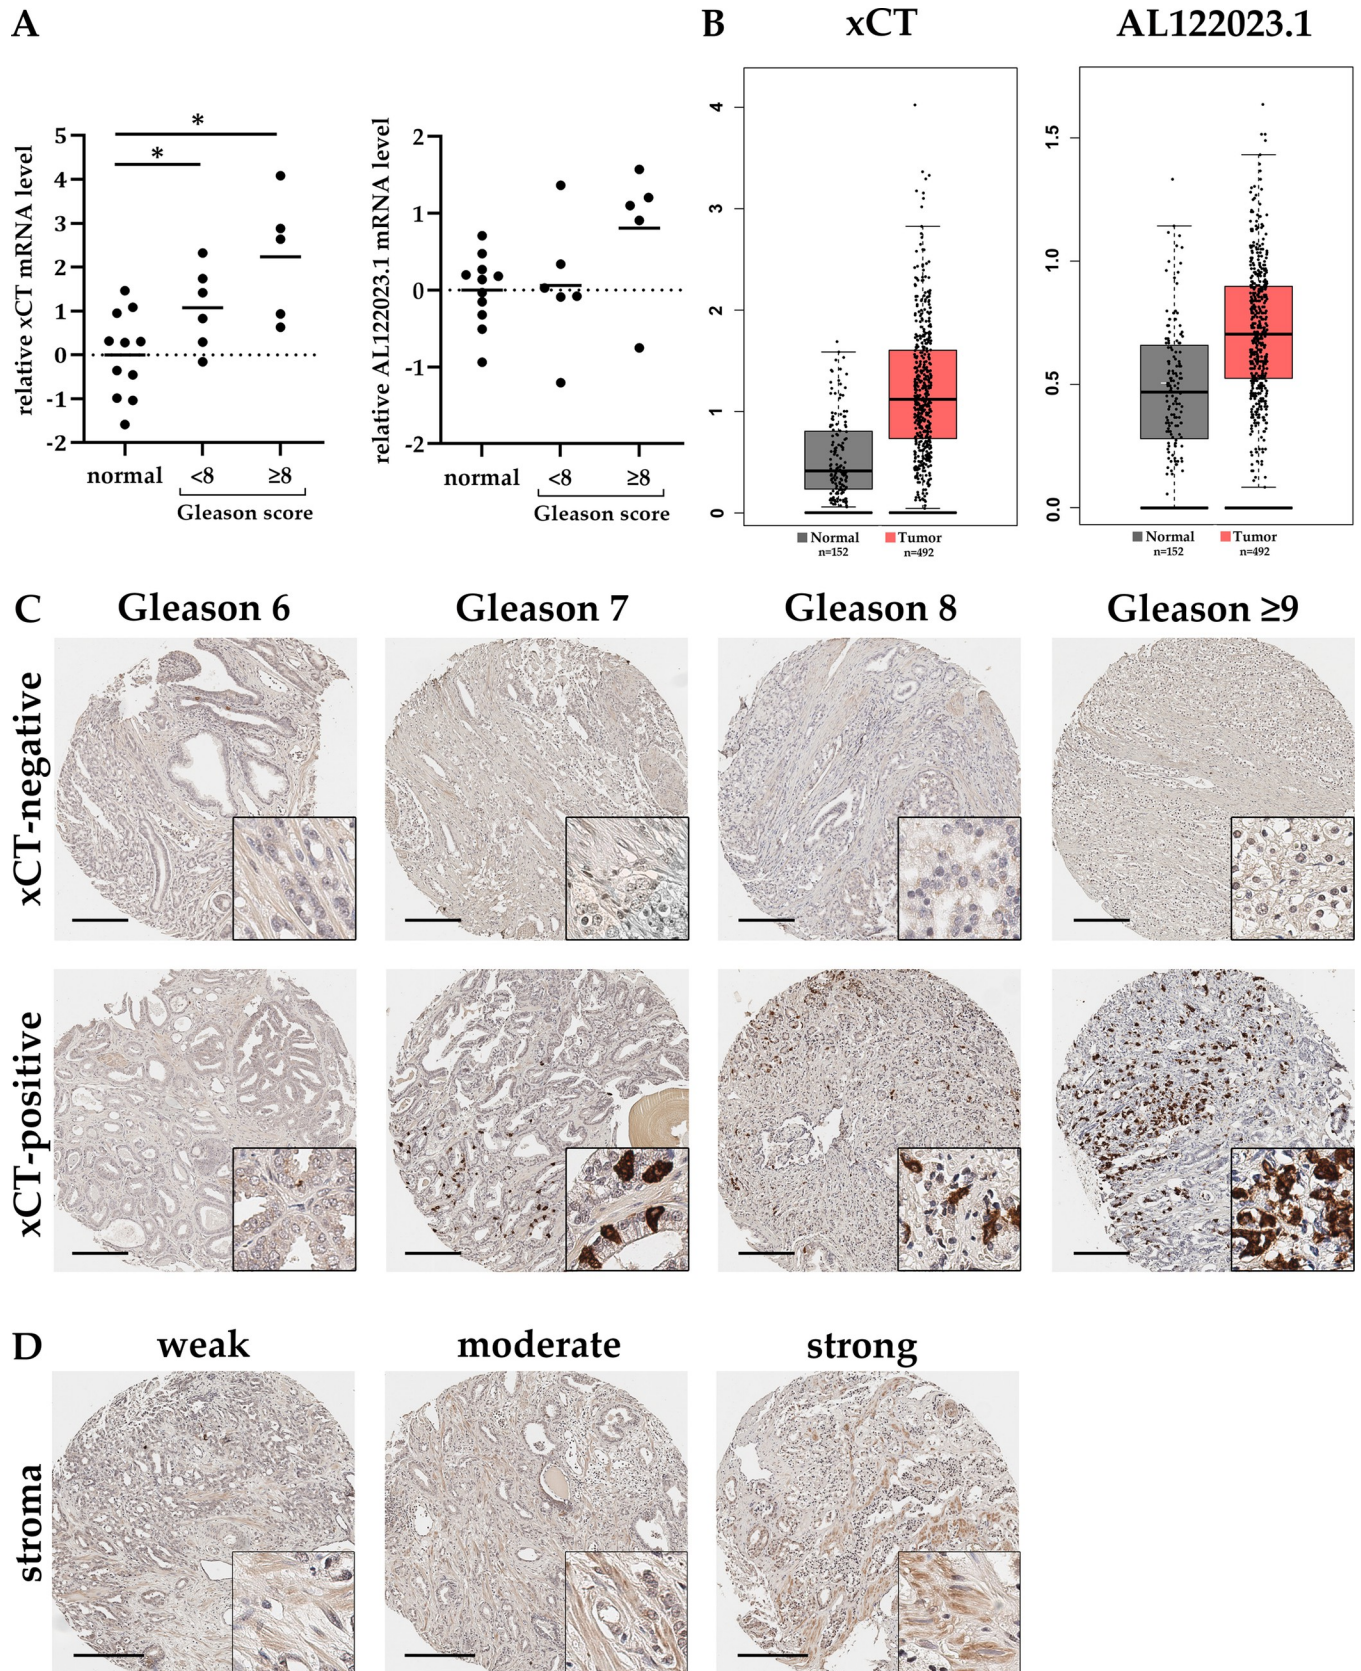 A
relative xCT mRNA level
5
4
3
2
1
0
-1
-2
*
*
normal
<8
≥8
Gleason score
relative AL122023.1 mRNA level
2
1
0
-1
-2
normal
<8
≥8
Gleason score
B
xCT
4
3
2
1
0
Normal
n=152
Tumor
n=492
AL122023.1
1.5
1.0
0.5
0.0
Normal
n=152
Tumor
n=492
C
Gleason 6
Gleason 7
Gleason 8
Gleason ≥9
xCT-negative
xCT-positive
D
weak
moderate
strong
stroma